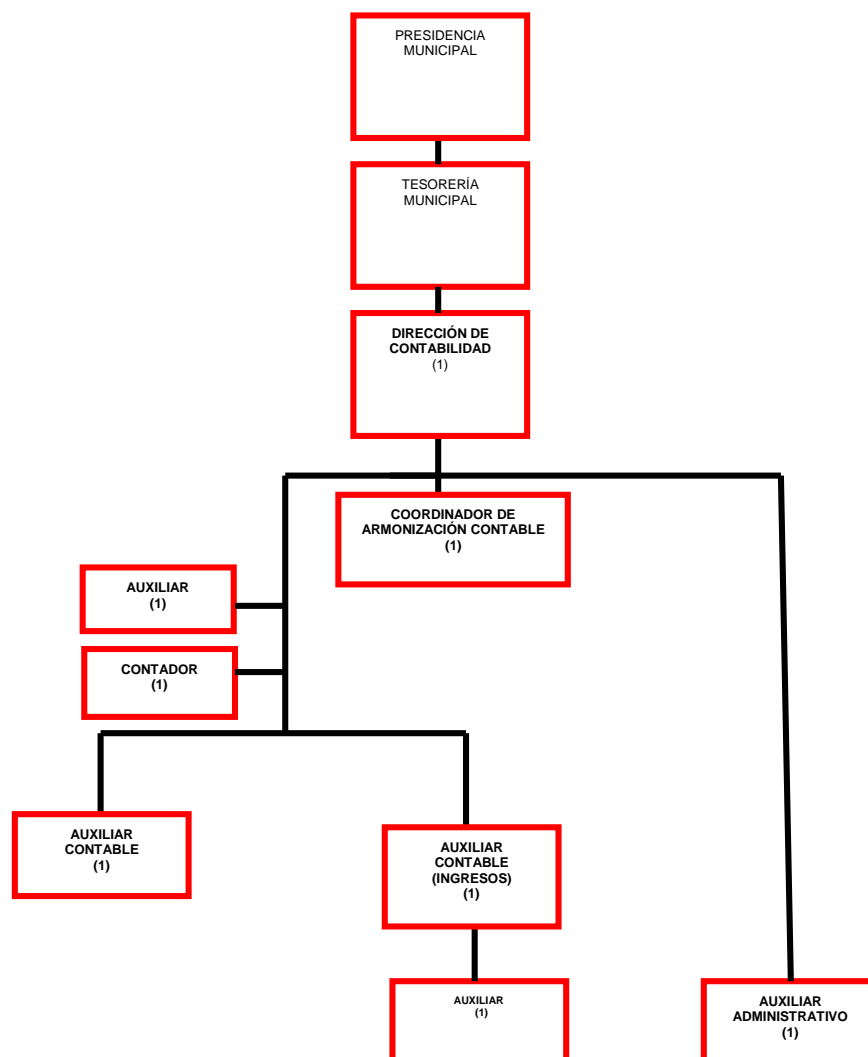 PRESIDENCIA
MUNICIPAL
TESORERÍA
MUNICIPAL
DIRECCIÓN DE
CONTABILIDAD
(1)
COORDINADOR DE
ARMONIZACIÓN CONTABLE
(1)
AUXILIAR
(1)
CONTADOR
(1)
AUXILIAR
CONTABLE
(1)
AUXILIAR
CONTABLE
(INGRESOS)
(1)
AUXILIAR
(1)
AUXILIAR
ADMINISTRATIVO
(1)